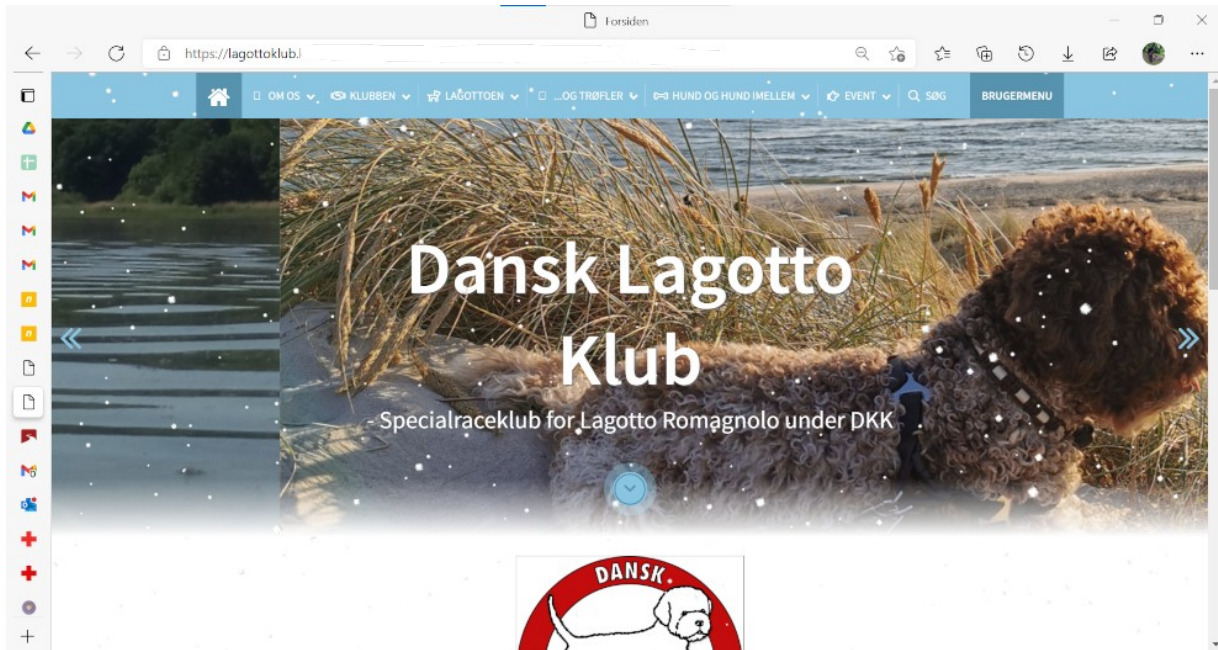 Forsiden
https://lagottoklub.
OM OS
KLUBBEN
LAGOTTOEN
...OG TRØFLER
HUND OG HUND IMELLEM
EVENT
SØG
BRUGERMENU
Dansk Lagotto
Klub
- Specialraceklub for Lagotto Romagnolo under DKK
DANSK